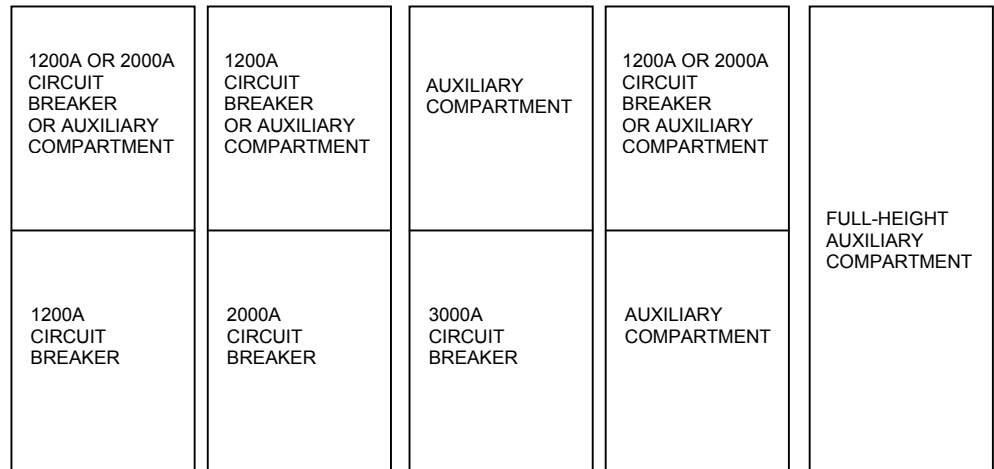 1200A OR 2000A
CIRCUIT
BREAKER
OR AUXILIARY
COMPARTMENT
1200A
CIRCUIT
BREAKER
OR AUXILIARY
COMPARTMENT
AUXILIARY
COMPARTMENT
1200A OR 2000A
CIRCUIT
BREAKER
OR AUXILIARY
COMPARTMENT
FULL-HEIGHT
AUXILIARY
COMPARTMENT
1200A
CIRCUIT
BREAKER
2000A
CIRCUIT
BREAKER
3000A
CIRCUIT
BREAKER
AUXILIARY
COMPARTMENT